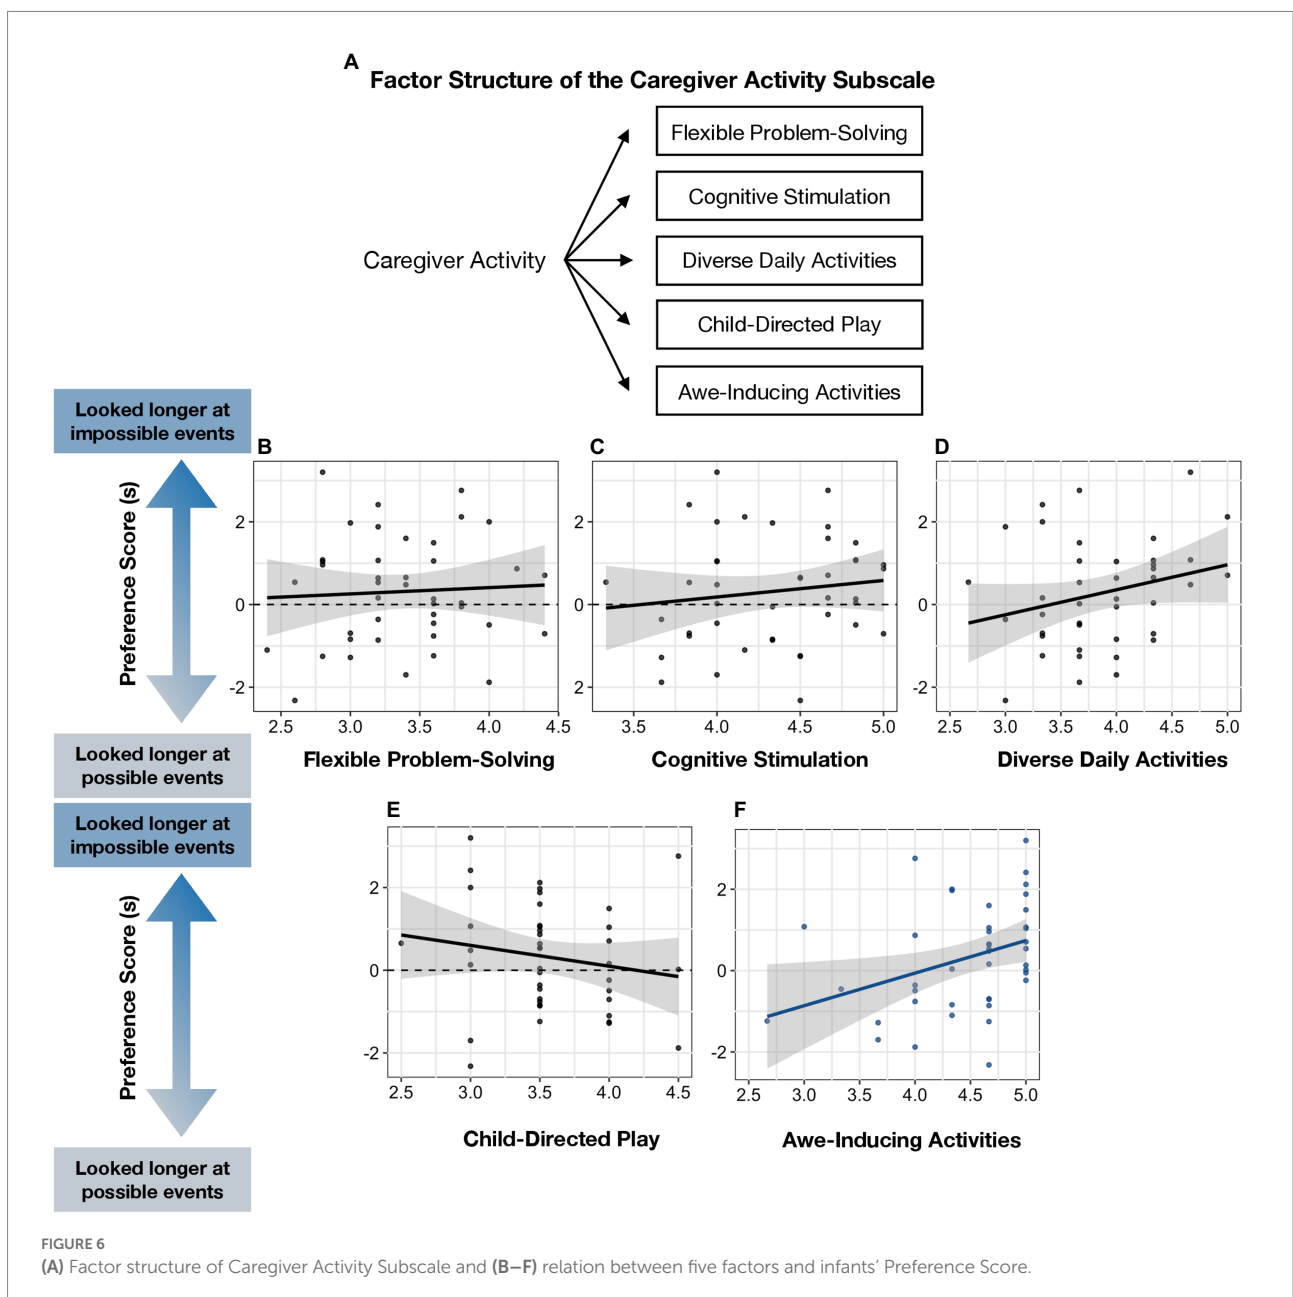 A
Factor Structure of the Caregiver Activity Subscale
Flexible Problem-Solving
Cognitive Stimulation
Caregiver Activity
Diverse Daily Activities
Child-Directed Play
Awe-Inducing Activities
Looked longer at
impossible events
Preference Score (s)
Looked longer at
possible events
B
2
0
-2
2.5 3.0 3.5 4.0 4.5
Flexible Problem-Solving
C
2
0
2
3.5 4.0 4.5 5.0
Cognitive Stimulation
D
2
0
-2
2.5 3.0 3.5 4.0 4.5 5.0
Diverse Daily Activities
Looked longer at
impossible events
Preference Score (s)
Looked longer at
possible events
E
2
0
-2
2.5 3.0 3.5 4.0 4.5
Child-Directed Play
F
2
0
-2
2.5 3.0 3.5 4.0 4.5 5.0
Awe-Inducing Activities
FIGURE 6
(A) Factor structure of Caregiver Activity Subscale and (B–F) relation between five factors and infants’ Preference Score.